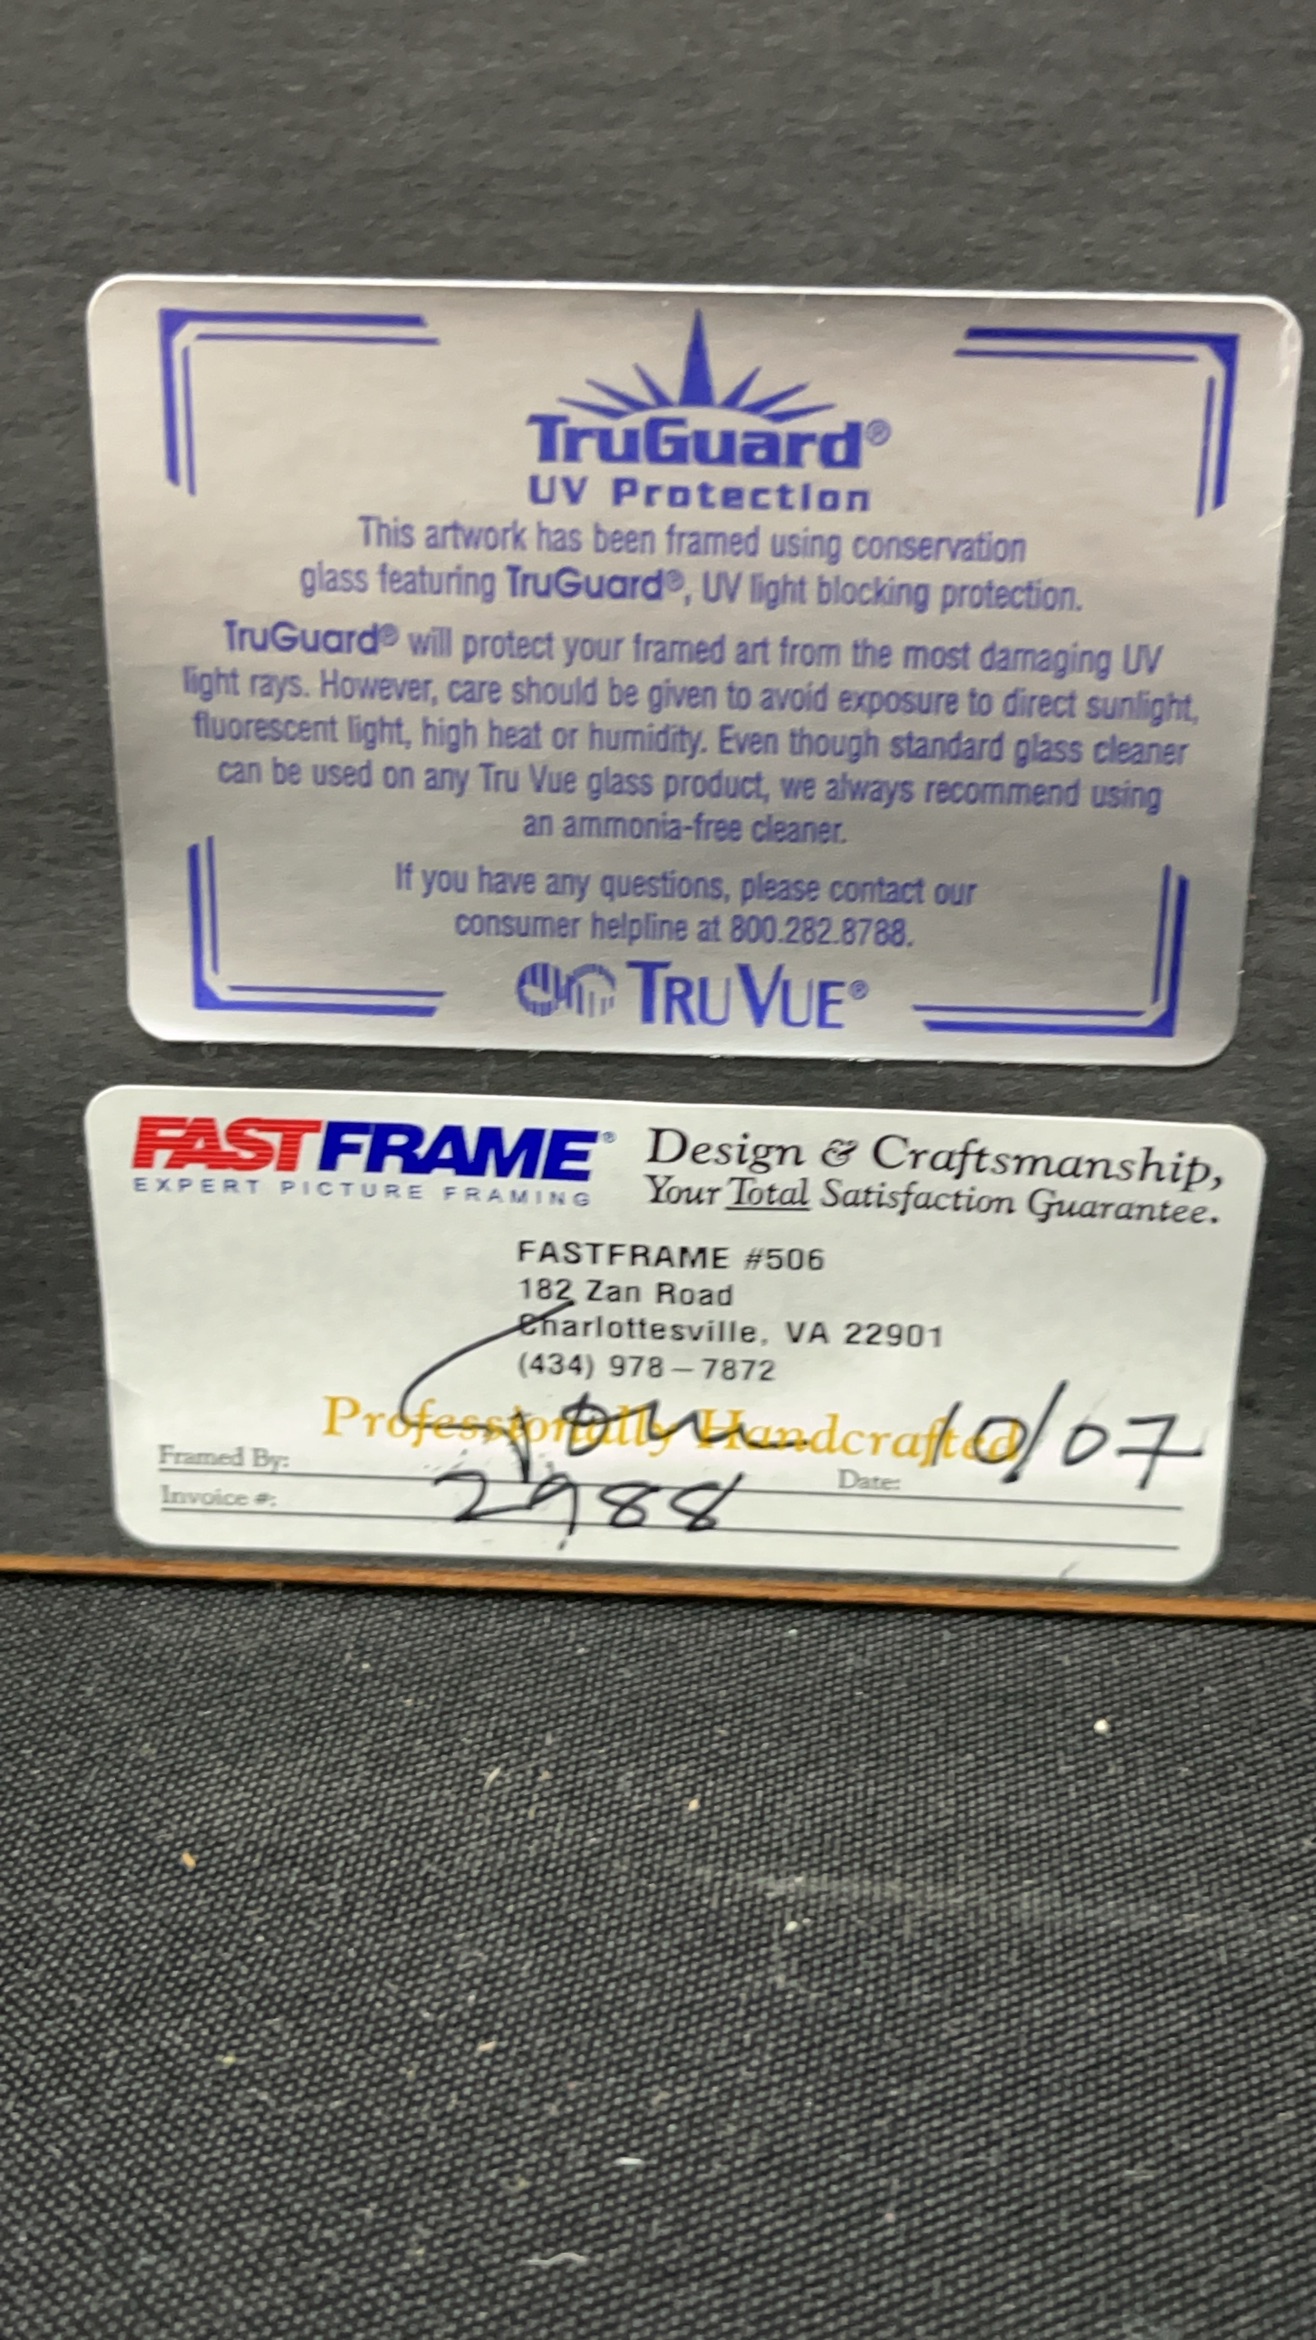 TruGuard®
UV Protection
This artwork has been framed using conservation
glass featuring TruGuard®, UV light blocking protection.
TruGuard® will protect your framed art from the most damaging UV
light rays. However, care should be given to avoid exposure to direct sunlight,
fluorescent light, high heat or humidity. Even though standard glass cleaner
can be used on any Tru Vue glass product, we always recommend using
an ammonia-free cleaner.
If you have any questions, please contact our
consumer helpline at 800.282.8788.
TRU VUE®
FASTFRAME®
EXPERT PICTURE FRAMING
Design & Craftsmanship,
Your Total Satisfaction Guarantee.
FASTFRAME #506
182 Zan Road
Charlottesville, VA 22901
(434) 978-7872
Professionally Handcrafted
Framed By:
Date: 10/07
Invoice #: 2988